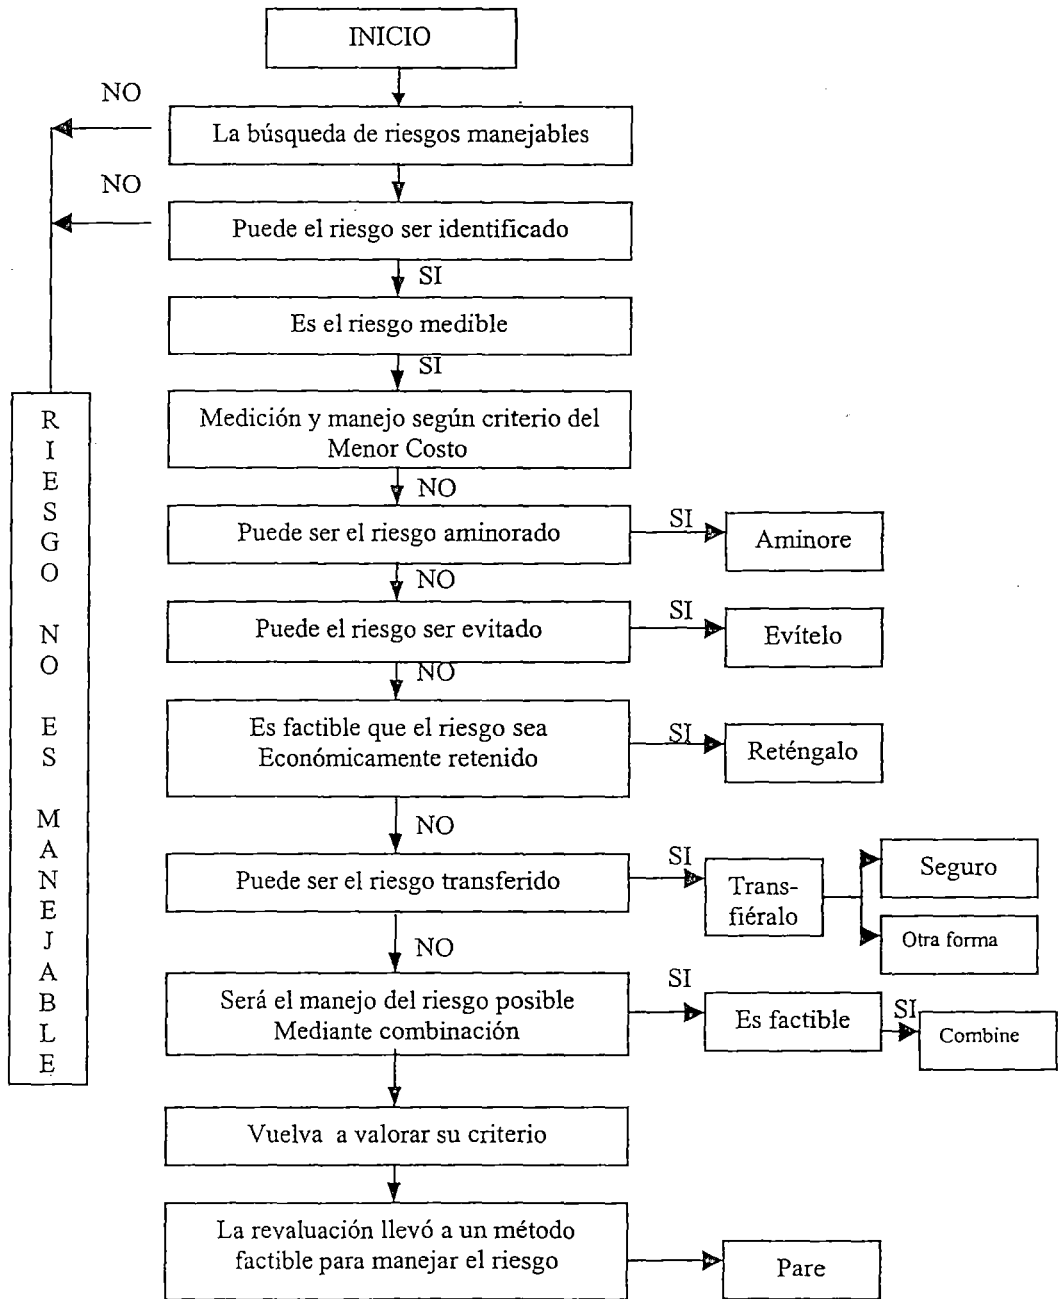 INICIO
NO
La búsqueda de riesgos manejables
NO
Puede el riesgo ser identificado
SI
Es el riesgo medible
SI
Medición y manejo según criterio del
Menor Costo
NO
Puede ser el riesgo aminorado
SI
Aminore
NO
Puede el riesgo ser evitado
SI
Evítelo
NO
Es factible que el riesgo sea
Económicamente retenido
SI
Reténgalo
NO
Puede ser el riesgo transferido
SI
Trans-
fiéralo
Seguro
Otra forma
NO
Será el manejo del riesgo posible
Mediante combinación
SI
Es factible
SI
Combine
Vuelva a valorar su criterio
La revaluación llevó a un método
factible para manejar el riesgo
Pare
RIESGO NO ES MANEJABLE